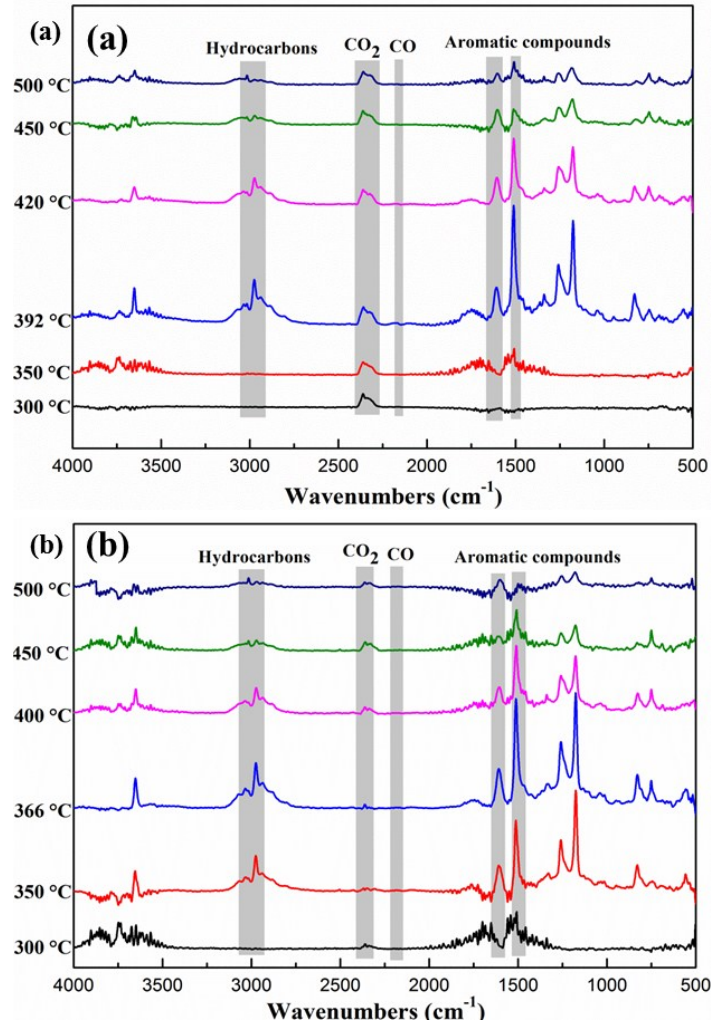 (a) (a) Hydrocarbons CO2 CO Aromatic compounds
500 °C
450 °C
420 °C
392 °C
350 °C
300 °C
4000 3500 3000 2500 2000 1500 1000 500
Wavenumbers (cm-1)
(b) (b) Hydrocarbons CO2 CO Aromatic compounds
500 °C
450 °C
400 °C
366 °C
350 °C
300 °C
4000 3500 3000 2500 2000 1500 1000 500
Wavenumbers (cm-1)